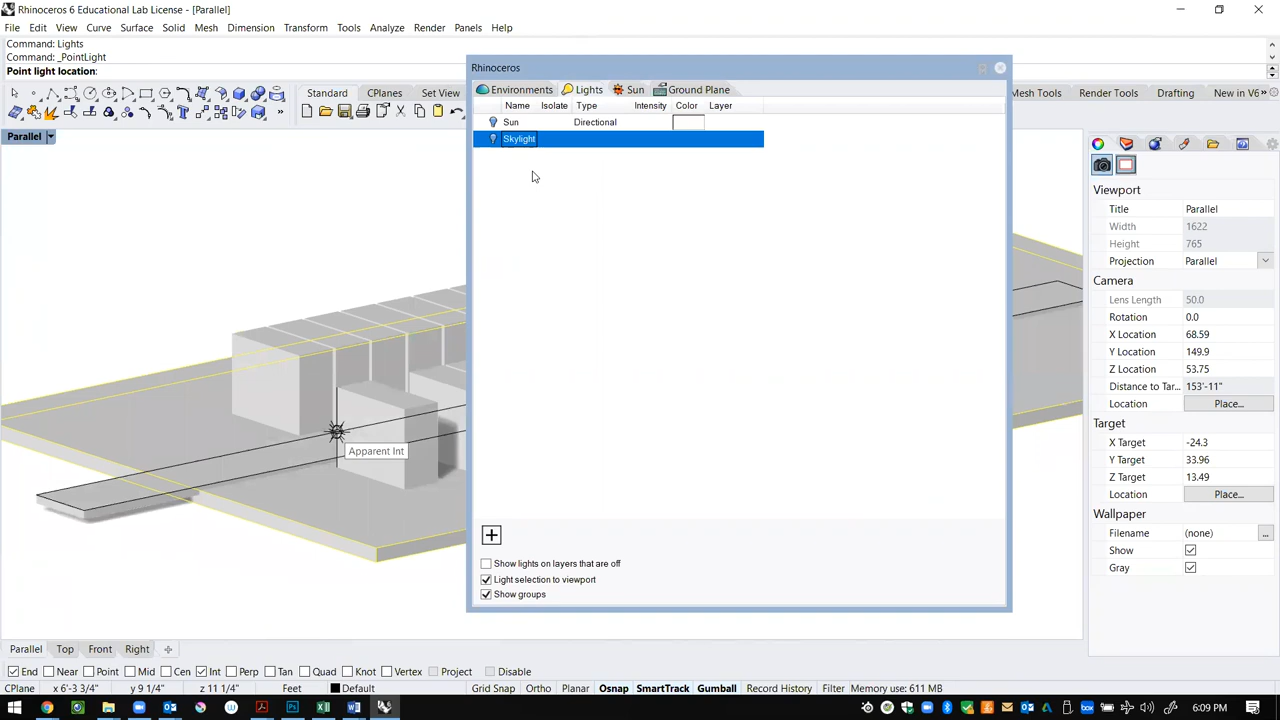 Rhinoceros 6 Educational Lab License - [Parallel]
File Edit View Curve Surface Solid Mesh Dimension Transform Tools Analyze Render Panels Help
Command: Lights
Command: _PointLight
Point light location:
Standard CPlanes Set View Mesh Tools Render Tools Drafting New in V6 »
Parallel
Rhinoceros
Environments Lights Sun Ground Plane
Name Isolate Type Intensity Color Layer
Sun Directional
Skylight
Apparent Int
Show lights on layers that are off
Light selection to viewport
Show groups
Viewport
Title Parallel
Width 1622
Height 765
Projection Parallel
Camera
Lens Length 50.0
Rotation 0.0
X Location 68.59
Y Location 149.9
Z Location 53.75
Distance to Tar... 153'-11"
Location Place...
Target
X Target -24.3
Y Target 33.96
Z Target 13.49
Location Place...
Wallpaper
Filename (none) ...
Show
Gray
Parallel Top Front Right
End Near Point Mid Cen Int Perp Tan Quad Knot Vertex Project Disable
CPlane x 6'-3 3/4" y 9 1/4" z 11 1/4" Feet Default Grid Snap Ortho Planar Osnap SmartTrack Gumball Record History Filter Memory use: 611 MB
6:09 PM